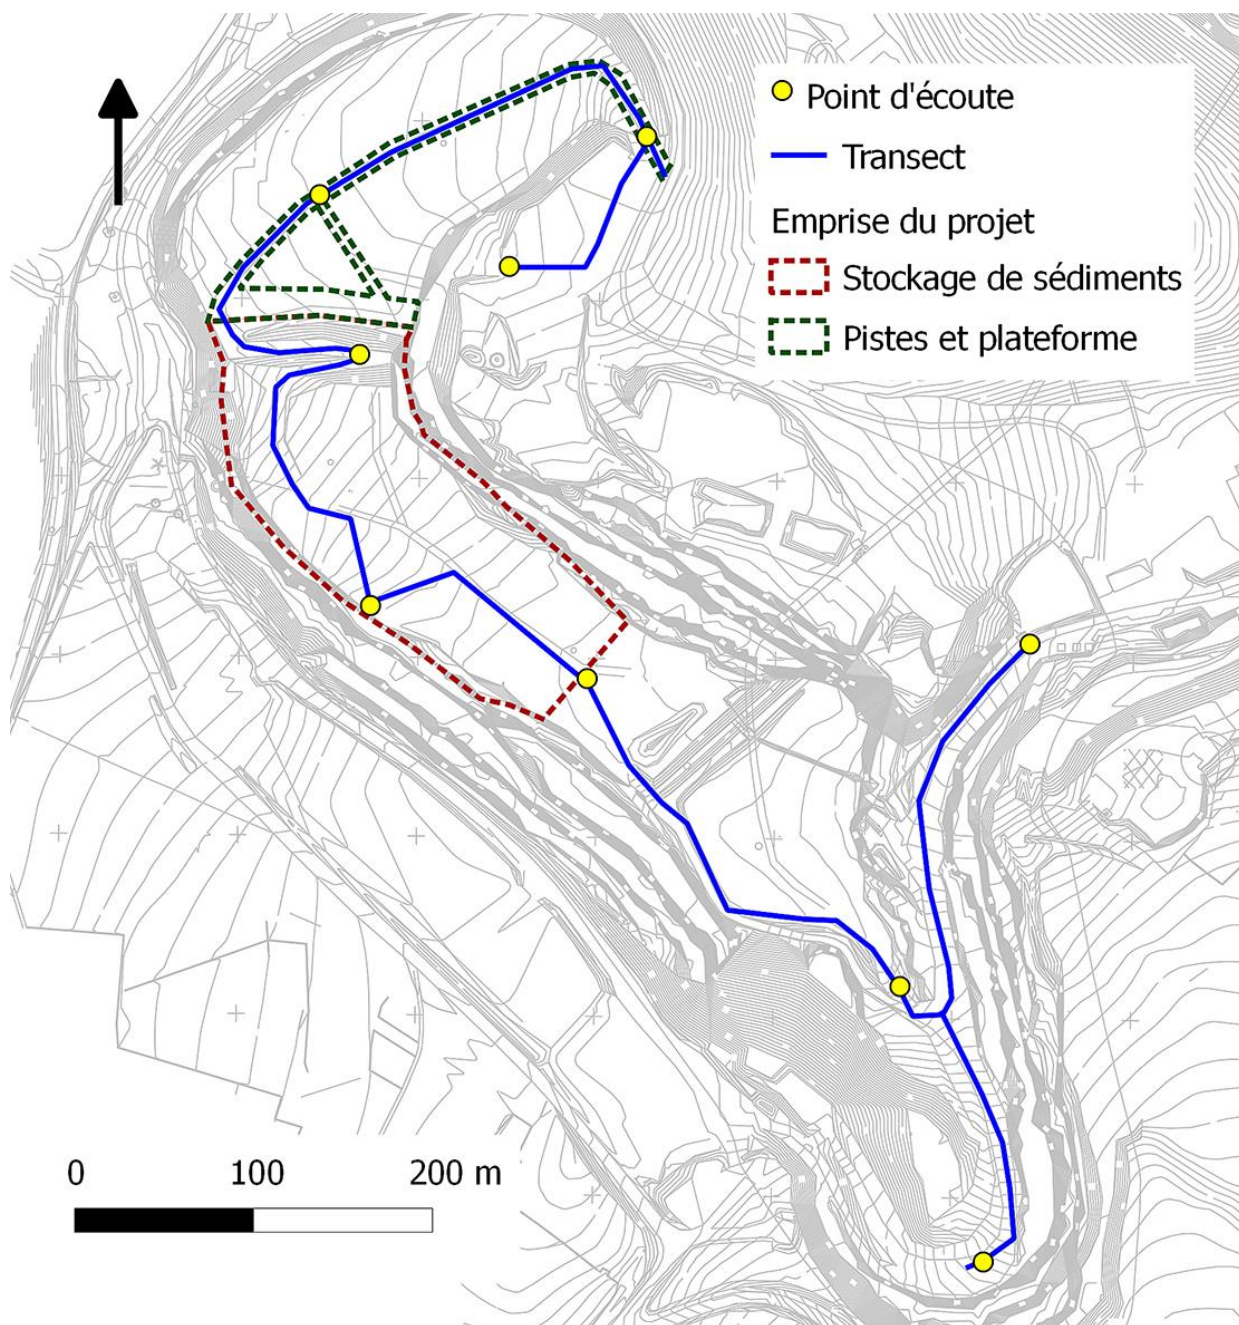 Point d'écoute
Transect
Emprise du projet
Stockage de sédiments
Pistes et plateforme
0 100 200 m